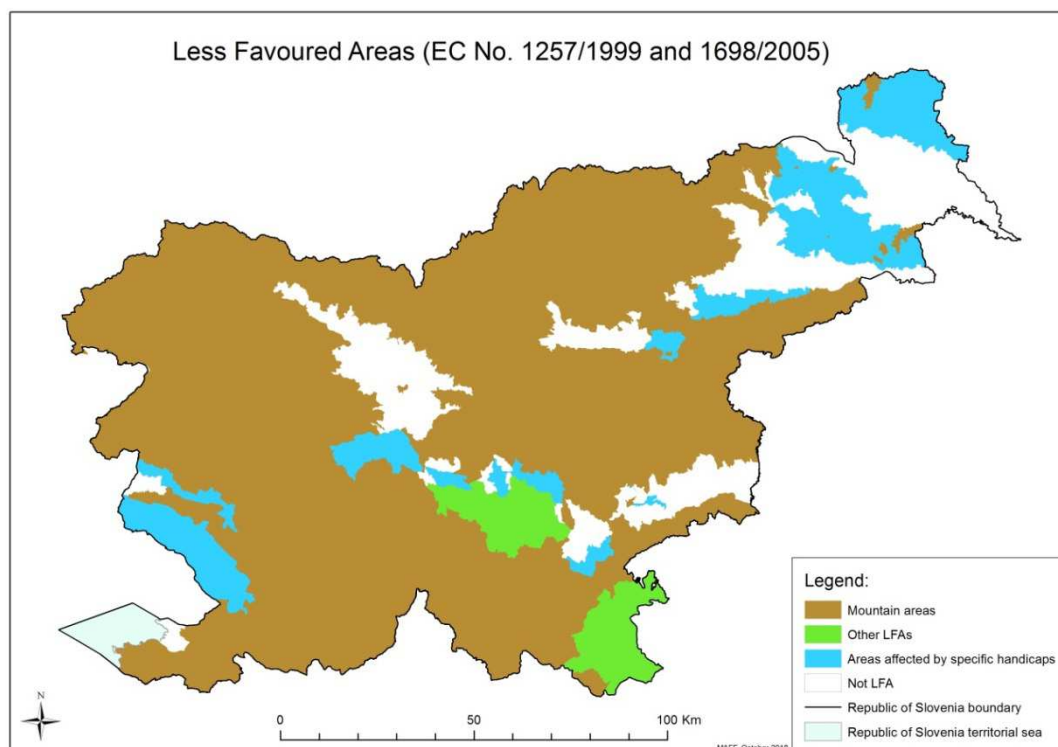 Less Favoured Areas (EC No. 1257/1999 and 1698/2005)
Legend:
Mountain areas
Other LFAs
Areas affected by specific handicaps
Not LFA
Republic of Slovenia boundary
Republic of Slovenia territorial sea
N
0 50 100 Km